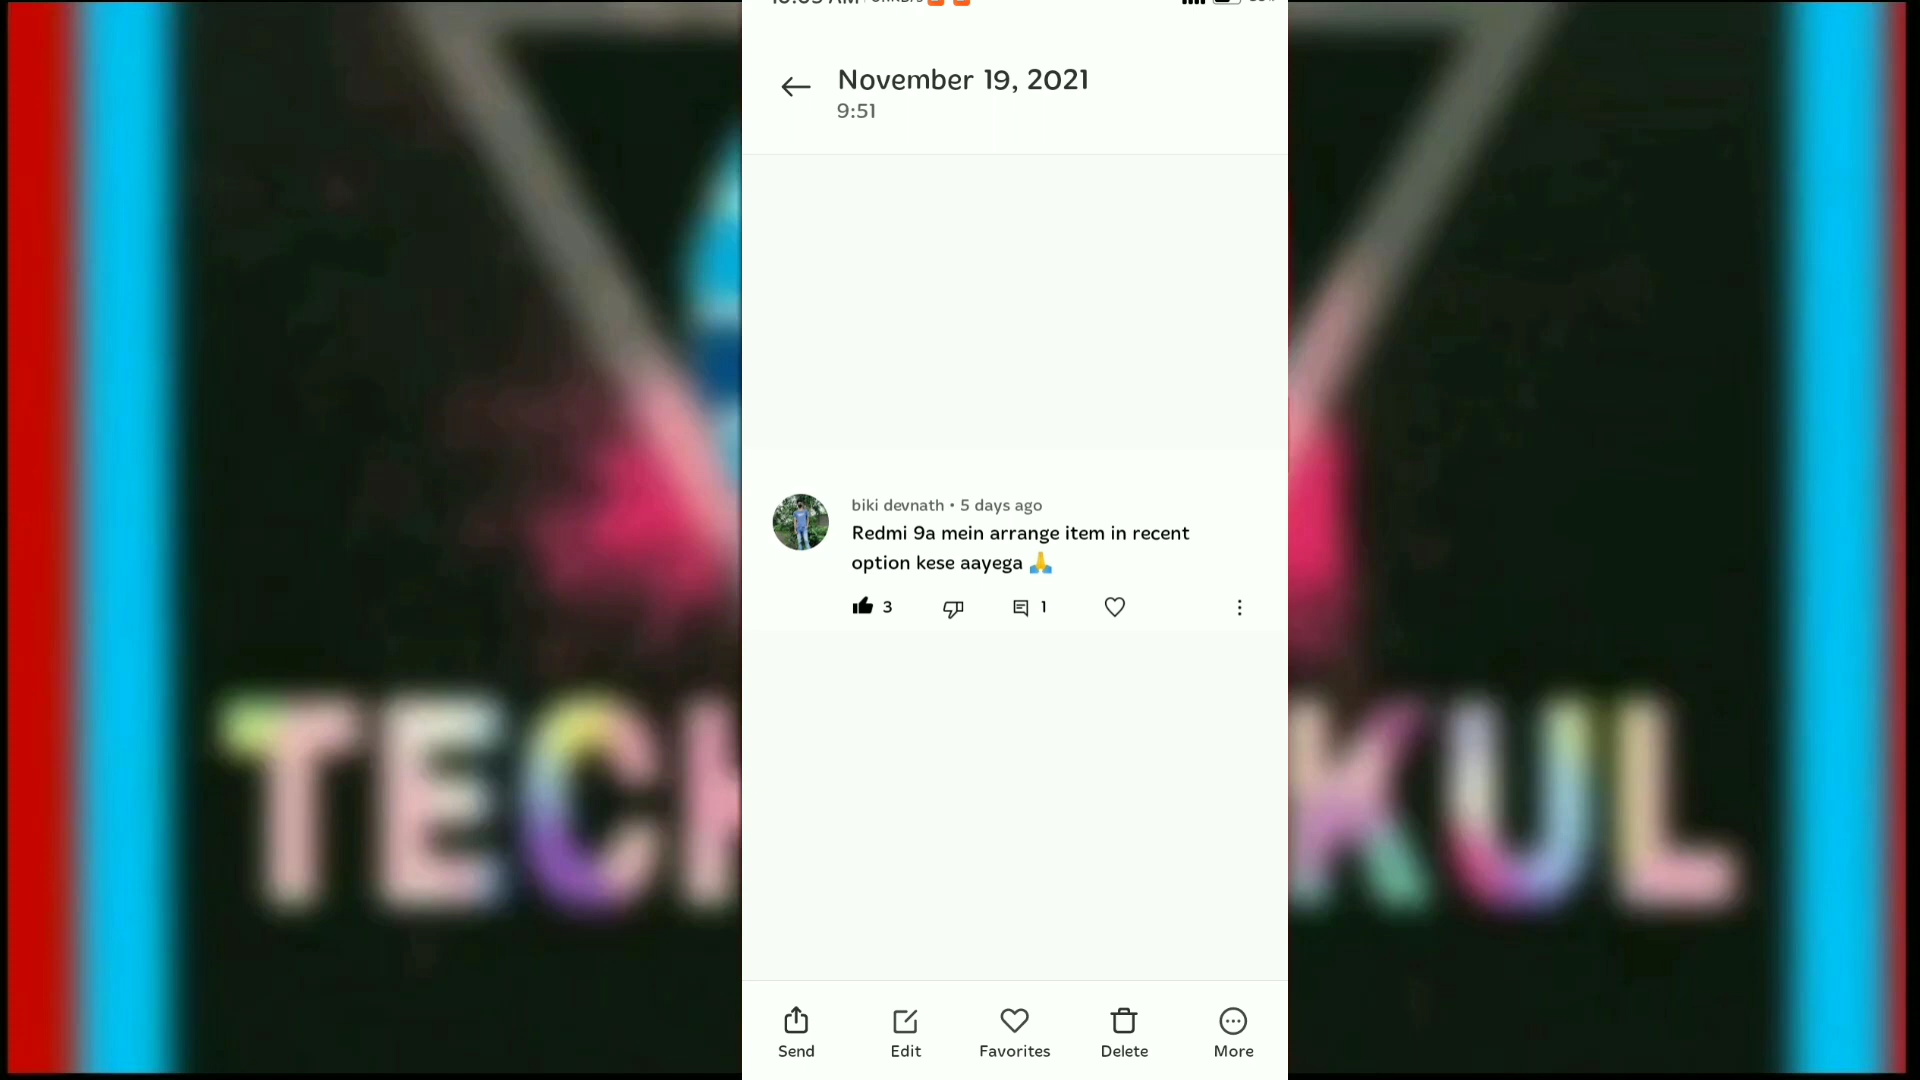 November 19, 2021
9:51
biki devnath • 5 days ago
Redmi 9a mein arrange item in recent
option kese aayega 🙏
3 1
Send Edit Favorites Delete More
KUL